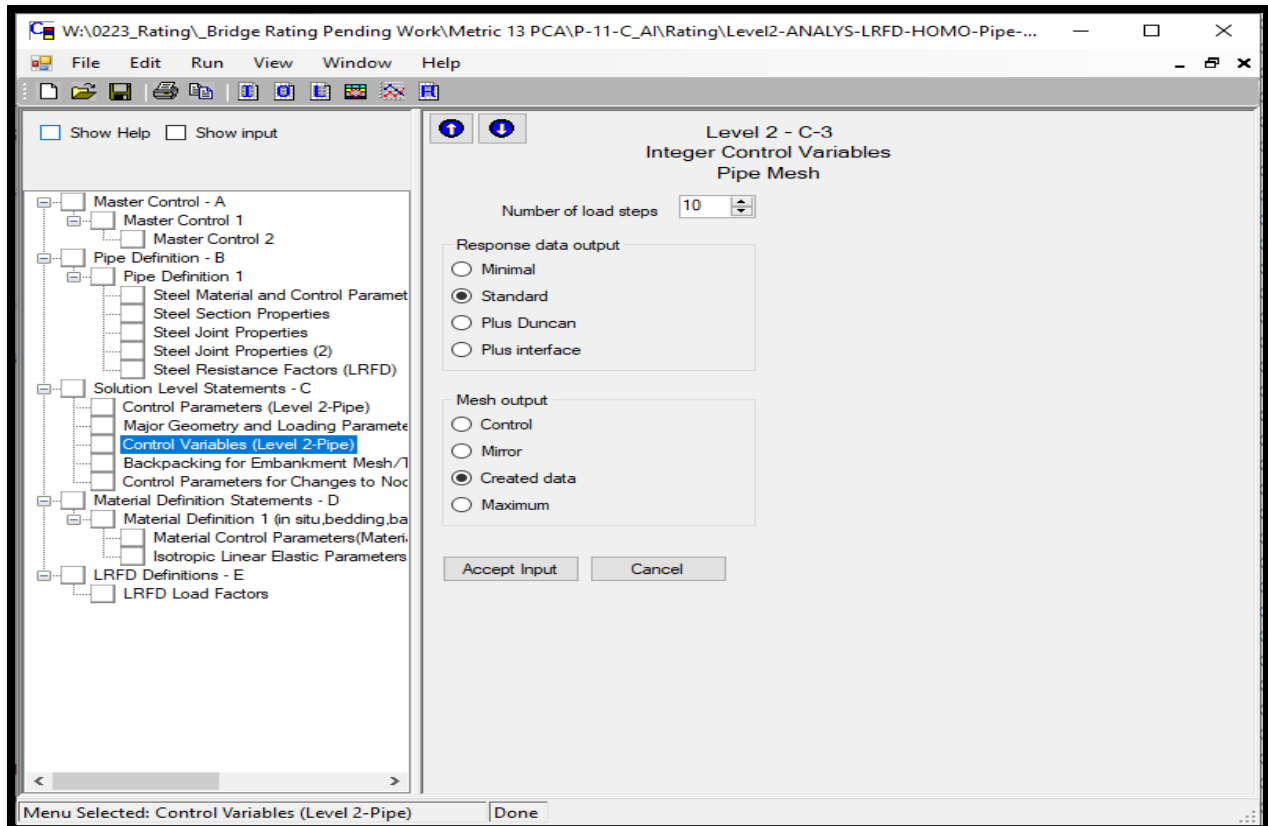 W:\0223_Rating\_Bridge Rating Pending Work\Metric 13 PCA\P-11-C_AI\Rating\Level2-ANALYS-LRFD-HOMO-Pipe-...
File Edit Run View Window Help
Show Help Show input
Master Control - A
Master Control 1
Master Control 2
Pipe Definition - B
Pipe Definition 1
Steel Material and Control Paramet
Steel Section Properties
Steel Joint Properties
Steel Joint Properties (2)
Steel Resistance Factors (LRFD)
Solution Level Statements - C
Control Parameters (Level 2-Pipe)
Major Geometry and Loading Paramete
Control Variables (Level 2-Pipe)
Backpacking for Embankment Mesh/T
Control Parameters for Changes to Noc
Material Definition Statements - D
Material Definition 1 (in situ,bedding,ba
Material Control Parameters(Materi
Isotropic Linear Elastic Parameters
LRFD Definitions - E
LRFD Load Factors
Level 2 - C-3
Integer Control Variables
Pipe Mesh
Number of load steps 10
Response data output
Minimal
Standard
Plus Duncan
Plus interface
Mesh output
Control
Mirror
Created data
Maximum
Accept Input Cancel
Menu Selected: Control Variables (Level 2-Pipe) Done